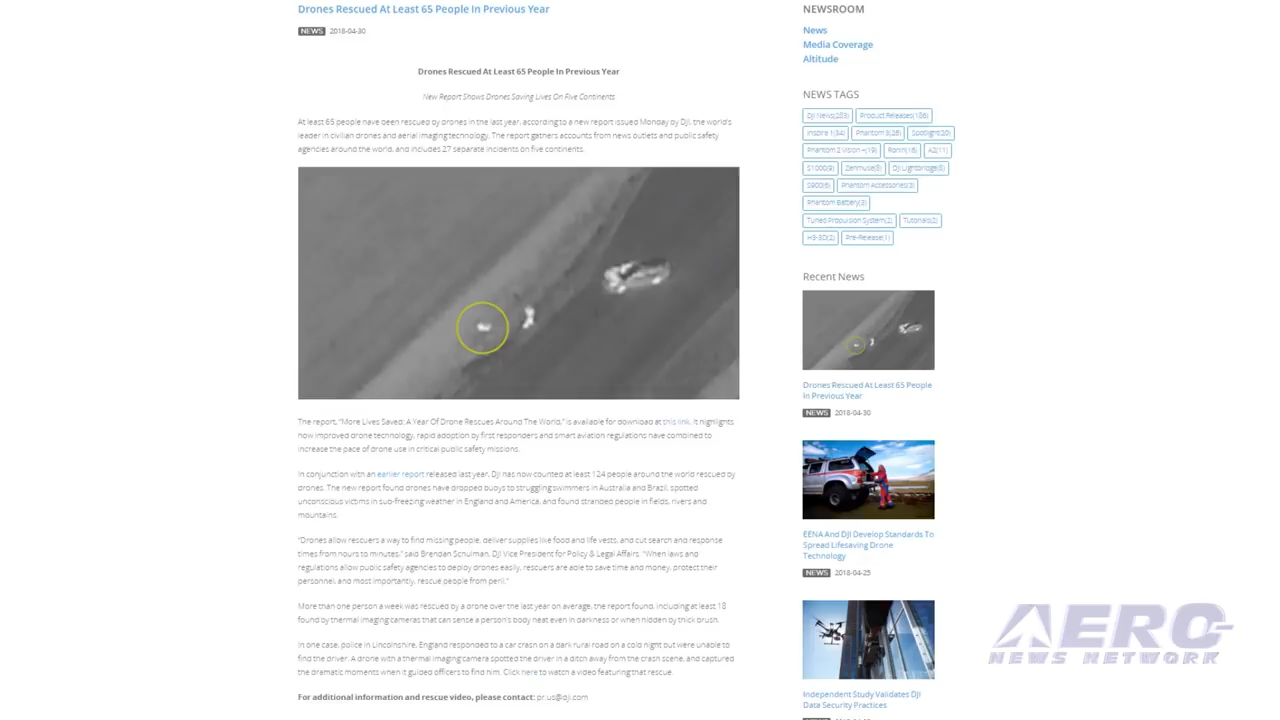 Drones Rescued At Least 65 People In Previous Year
NEWS 2018-04-30
Drones Rescued At Least 65 People In Previous Year
New Report Shows Drones Saving Lives On Five Continents
At least 65 people have been rescued by drones in the last year, according to a new report issued Monday by DJI, the world's
leader in civilian drones and aerial imaging technology. The report gathers accounts from news outlets and public safety
agencies around the world, and includes 27 separate incidents on five continents.
The report, "More Lives Saved: A Year Of Drone Rescues Around The World," is available for download at this link. It highlights
how improved drone technology, rapid adoption by first responders and smart aviation regulations have combined to
increase the pace of drone use in critical public safety missions.
In conjunction with an earlier report released last year, DJI has now counted at least 124 people around the world rescued by
drones. The new report found drones have dropped buoys to struggling swimmers in Australia and Brazil, spotted
unconscious victims in sub-freezing weather in England and America, and found stranded people in fields, rivers and
mountains.
"Drones allow rescuers a way to find missing people, deliver supplies like food and life vests, and cut search and response
times from hours to minutes," said Brendan Schulman, DJI Vice President for Policy & Legal Affairs. "When laws and
regulations allow public safety agencies to deploy drones easily, rescuers are able to save time and money, protect their
personnel, and most importantly, rescue people from peril."
More than one person a week was rescued by a drone over the last year on average, the report found, including at least 18
found by thermal imaging cameras that can sense a person's body heat even in darkness or when hidden by thick brush.
In one case, police in Lincolnshire, England responded to a car crash on a dark rural road on a cold night but were unable to
find the driver. A drone with a thermal imaging camera spotted the driver in a ditch away from the crash scene, and captured
the dramatic moments when it guided officers to find him. Click here to watch a video featuring that rescue.
For additional information and rescue video, please contact: pr.us@dji.com
NEWSROOM
News
Media Coverage
Altitude
NEWS TAGS
DJI News(283) Product Releases(186)
Inspire 1(34) Phantom 3(28) Spotlight(20)
Phantom 2 Vision +(19) Ronin(18) A2(11)
S1000(9) Zenmuse(8) DJI Lightbridge(8)
S900(6) Phantom Accessories(3)
Phantom Battery(3)
Tuned Propulsion System(2) Tutorials(2)
H3-3D(2) Pre-Release(1)
Recent News
Drones Rescued At Least 65 People
In Previous Year
NEWS 2018-04-30
EENA And DJI Develop Standards To
Spread Lifesaving Drone
Technology
NEWS 2018-04-25
Independent Study Validates DJI
Data Security Practices
AERO
NEWS NETWORK